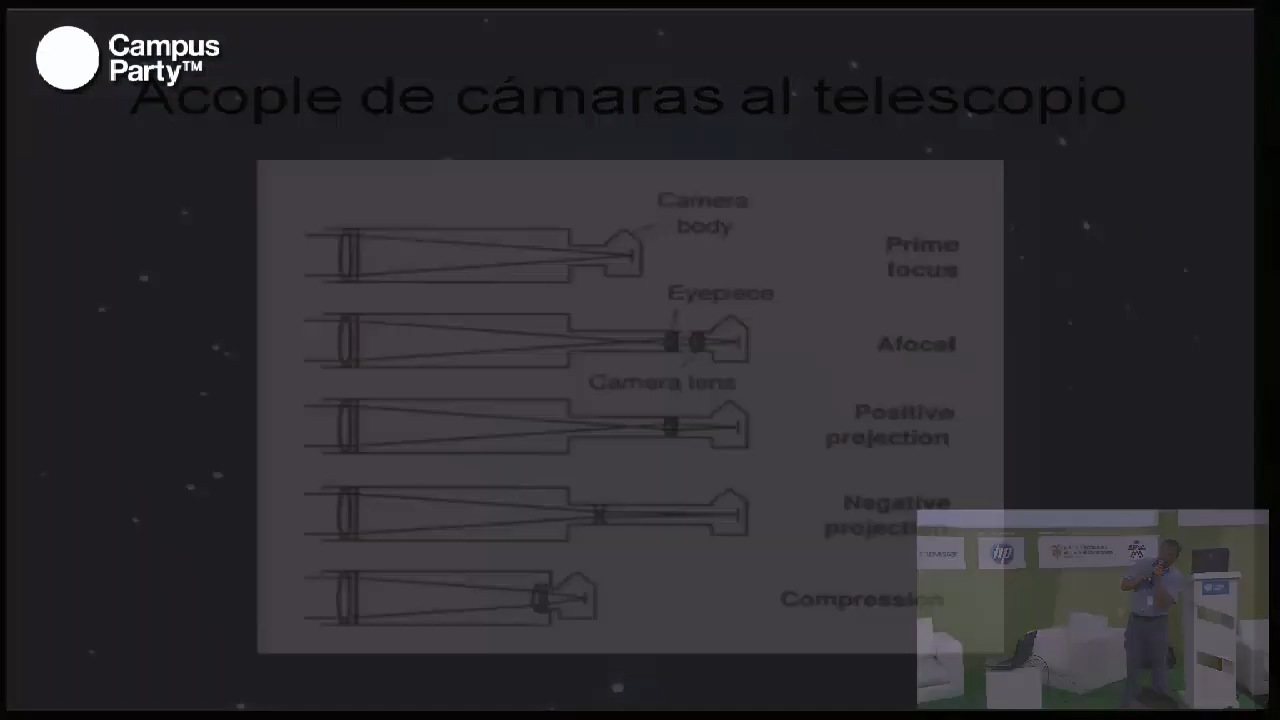 Campus
Party™
Acople de cámaras al telescopio
Camera
body
Prime
focus
Eyepiece
Afocal
Camera lens
Positive
projection
Negative
projection
Compression
hp